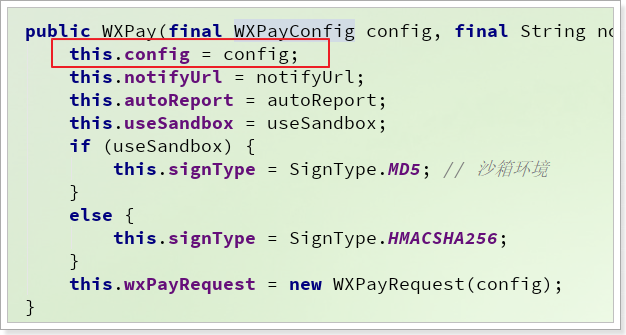 public WXPay(final WXPayConfig config, final String no
this.config = config;
this.notifyUrl = notifyUrl;
this.autoReport = autoReport;
this.useSandbox = useSandbox;
if (useSandbox) {
this.signType = SignType.MD5; // 沙箱环境
}
else {
this.signType = SignType.HMACSHA256;
}
this.wxPayRequest = new WXPayRequest(config);
}